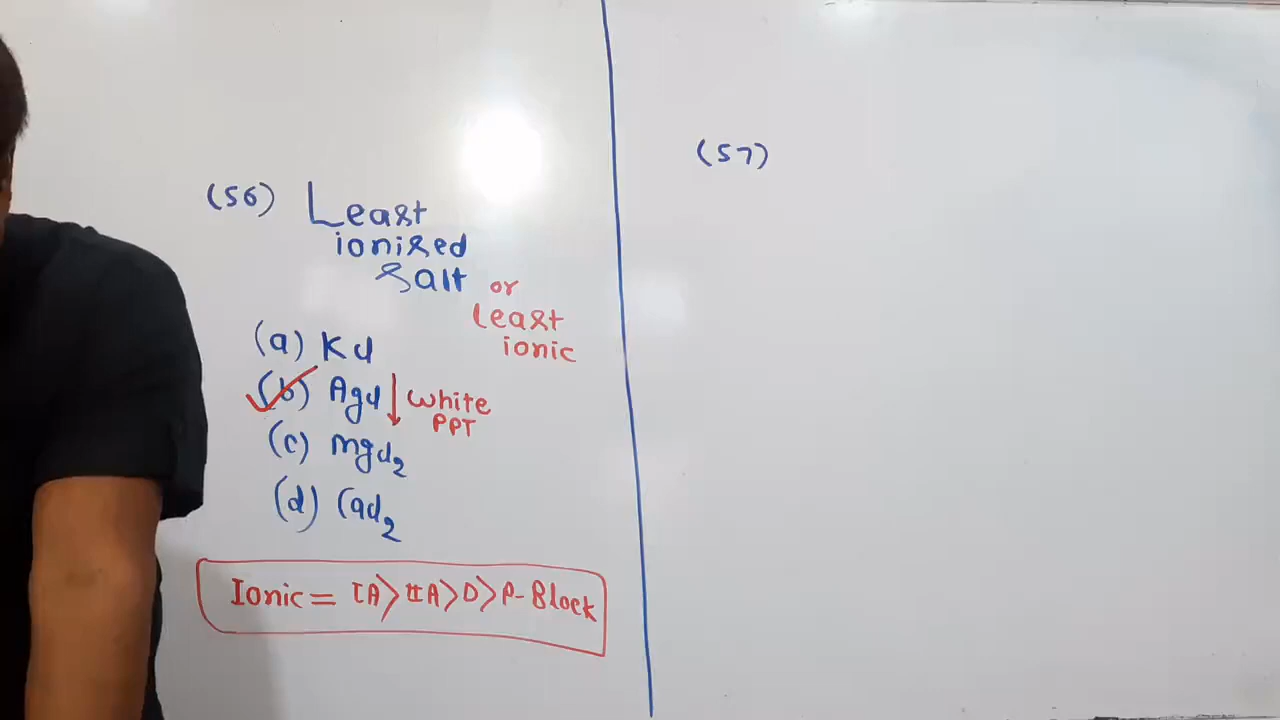 (56) Least
ionized
salt or
Least
ionic
(a) KCl
(b) AgCl ↓ White
PPT
(c) MgCl2
(d) CaCl2
Ionic = IA > IIA > D > P-Block
(57)